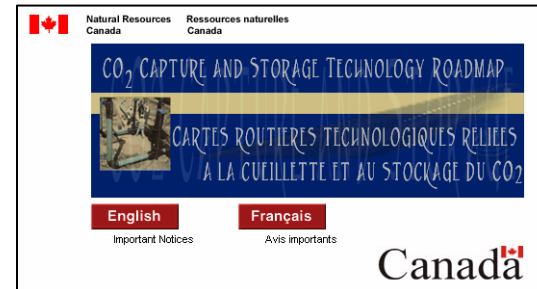 Natural Resources Canada
Ressources naturelles Canada
CO2 CAPTURE AND STORAGE TECHNOLOGY ROADMAP
CARTES ROUTIERES TECHNOLOGIQUES RELIEES
A LA CUEILLETTE ET AU STOCKAGE DU CO2
English
Français
Important Notices
Avis importants
Canada